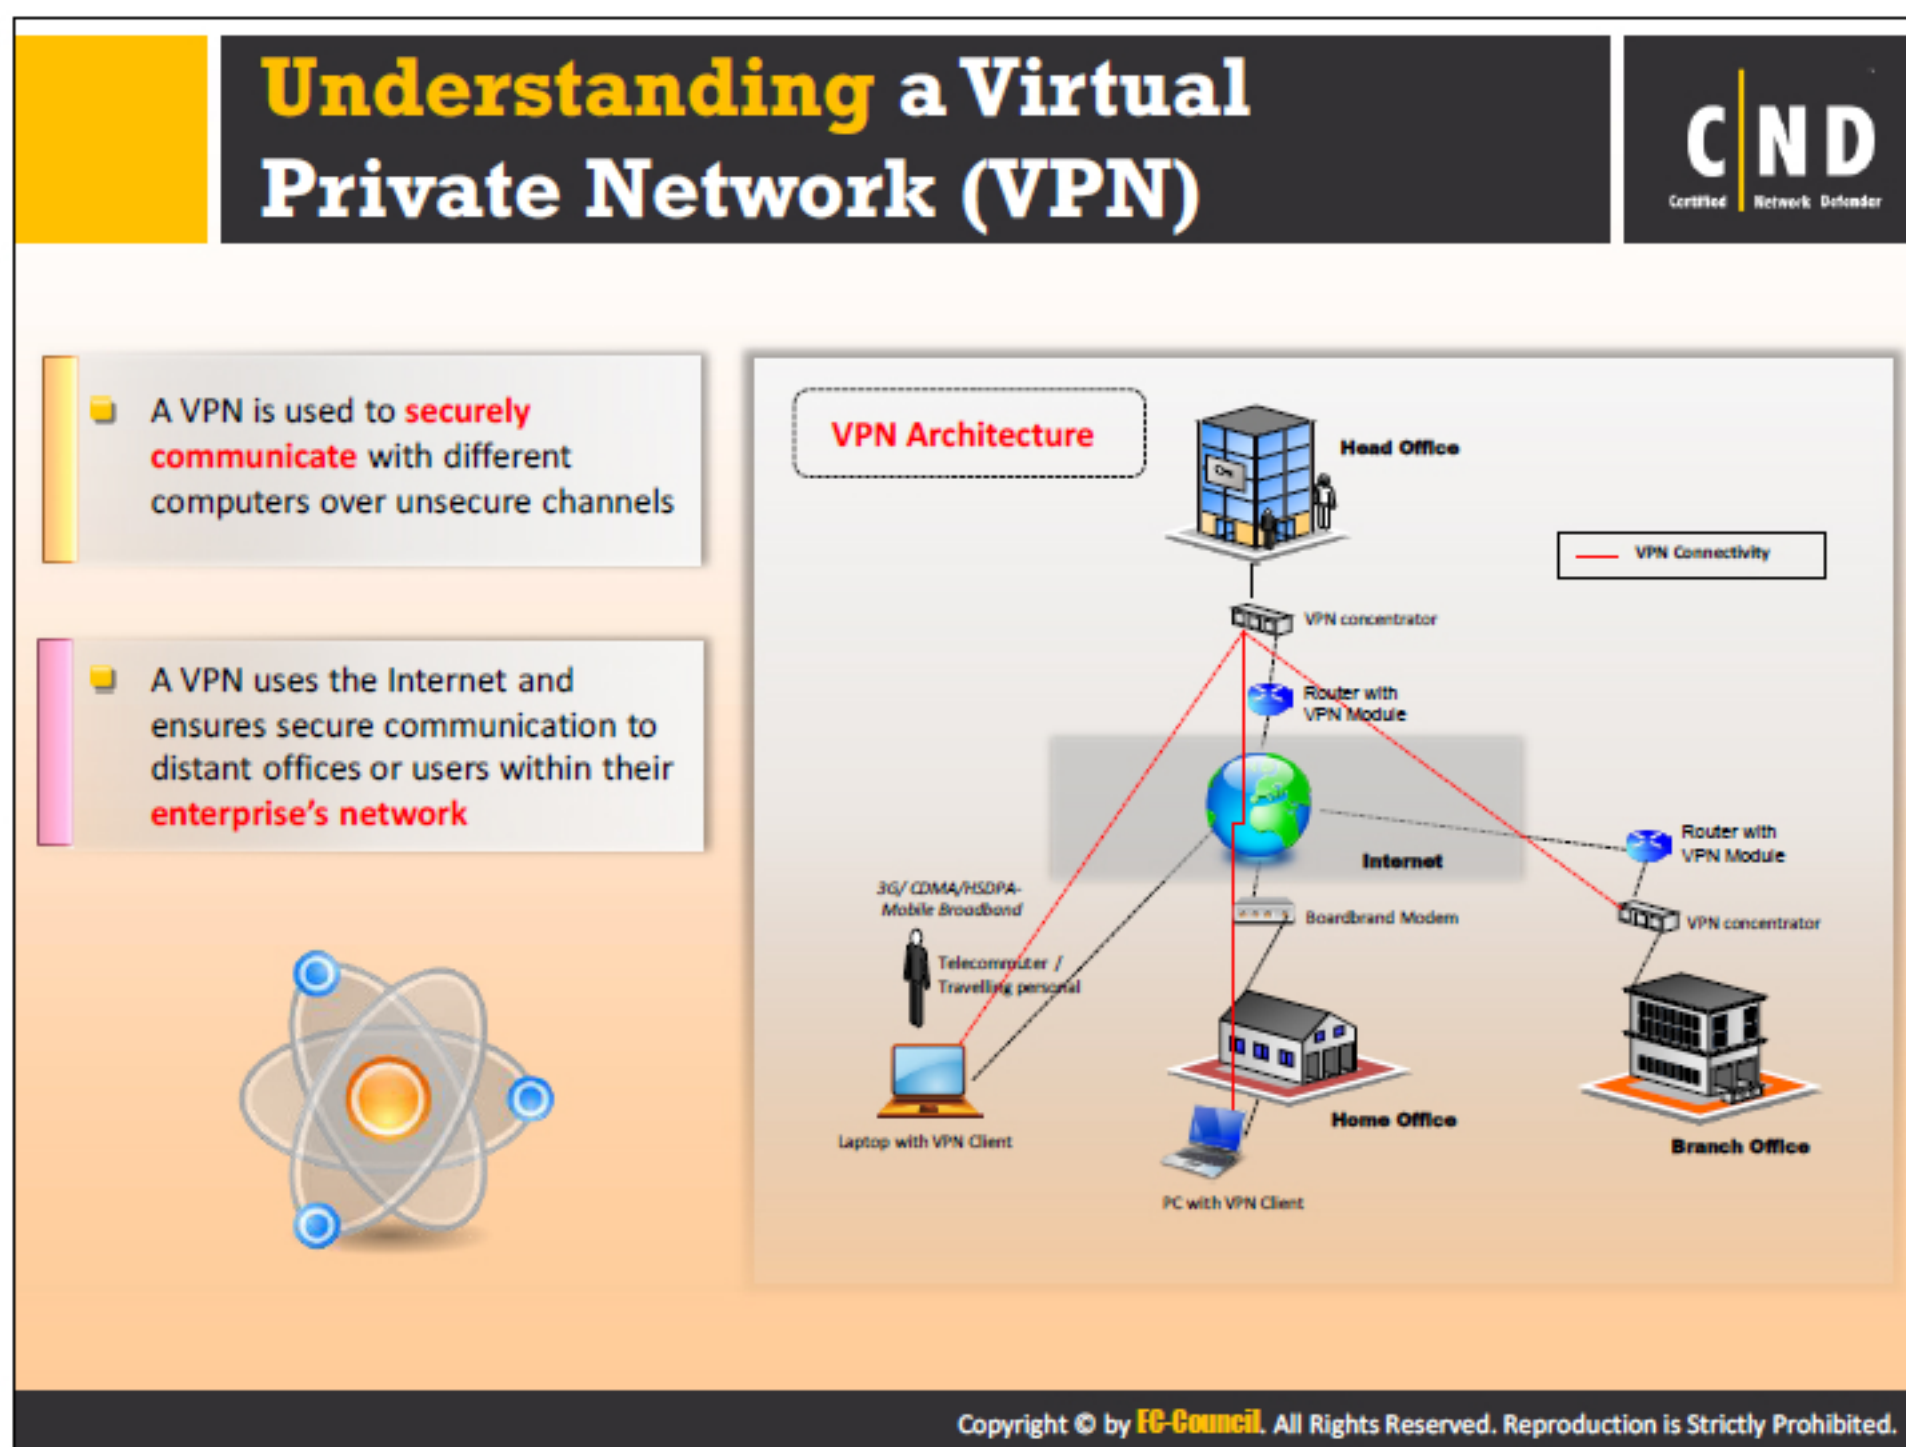 Understanding a Virtual
Private Network (VPN)
C N D
Certified Network Defender
A VPN is used to securely
communicate with different
computers over unsecure channels
A VPN uses the Internet and
ensures secure communication to
distant offices or users within their
enterprise's network
VPN Architecture
Head Office
VPN Connectivity
VPN concentrator
Router with
VPN Module
Internet
Router with
VPN Module
3G/ CDMA/HSDPA-
Mobile Broadband
Boardbrand Modem
VPN concentrator
Telecommuter /
Travelling personal
Laptop with VPN Client
Home Office
Branch Office
PC with VPN Client
Copyright © by EC-Council. All Rights Reserved. Reproduction is Strictly Prohibited.